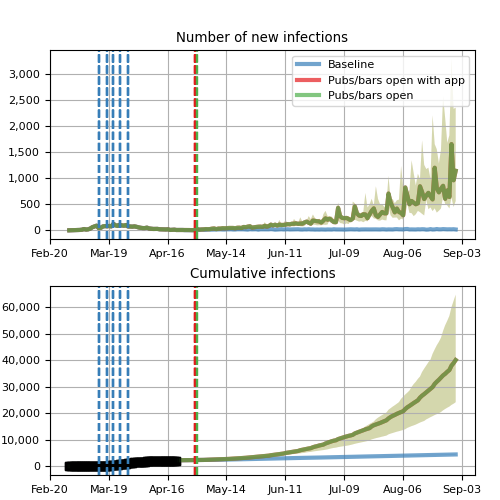 Number of new infections
Baseline
Pubs/bars open with app
Pubs/bars open
3,000
2,500
2,000
1,500
1,000
500
0
Feb-20 Mar-19 Apr-16 May-14 Jun-11 Jul-09 Aug-06 Sep-03
Cumulative infections
60,000
50,000
40,000
30,000
20,000
10,000
0
Feb-20 Mar-19 Apr-16 May-14 Jun-11 Jul-09 Aug-06 Sep-03